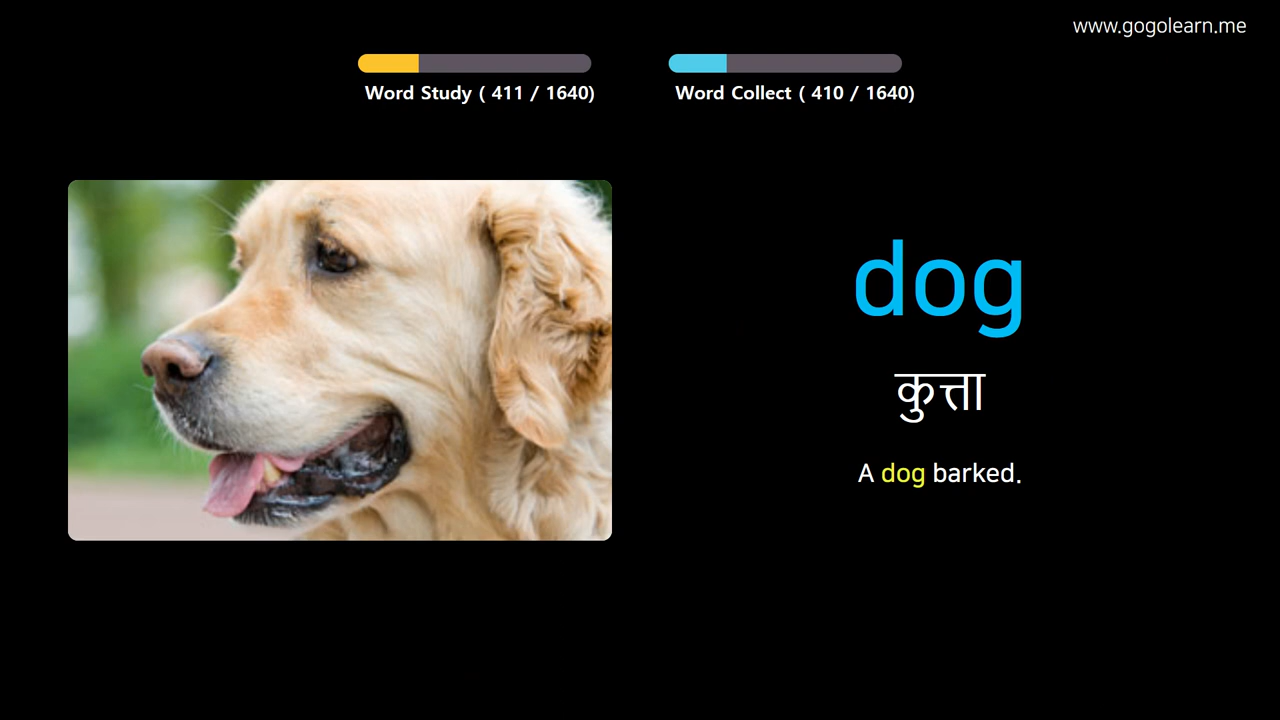 www.gogolearn.me
Word Study ( 411 / 1640)
Word Collect ( 410 / 1640)
dog
कुत्ता
A dog barked.